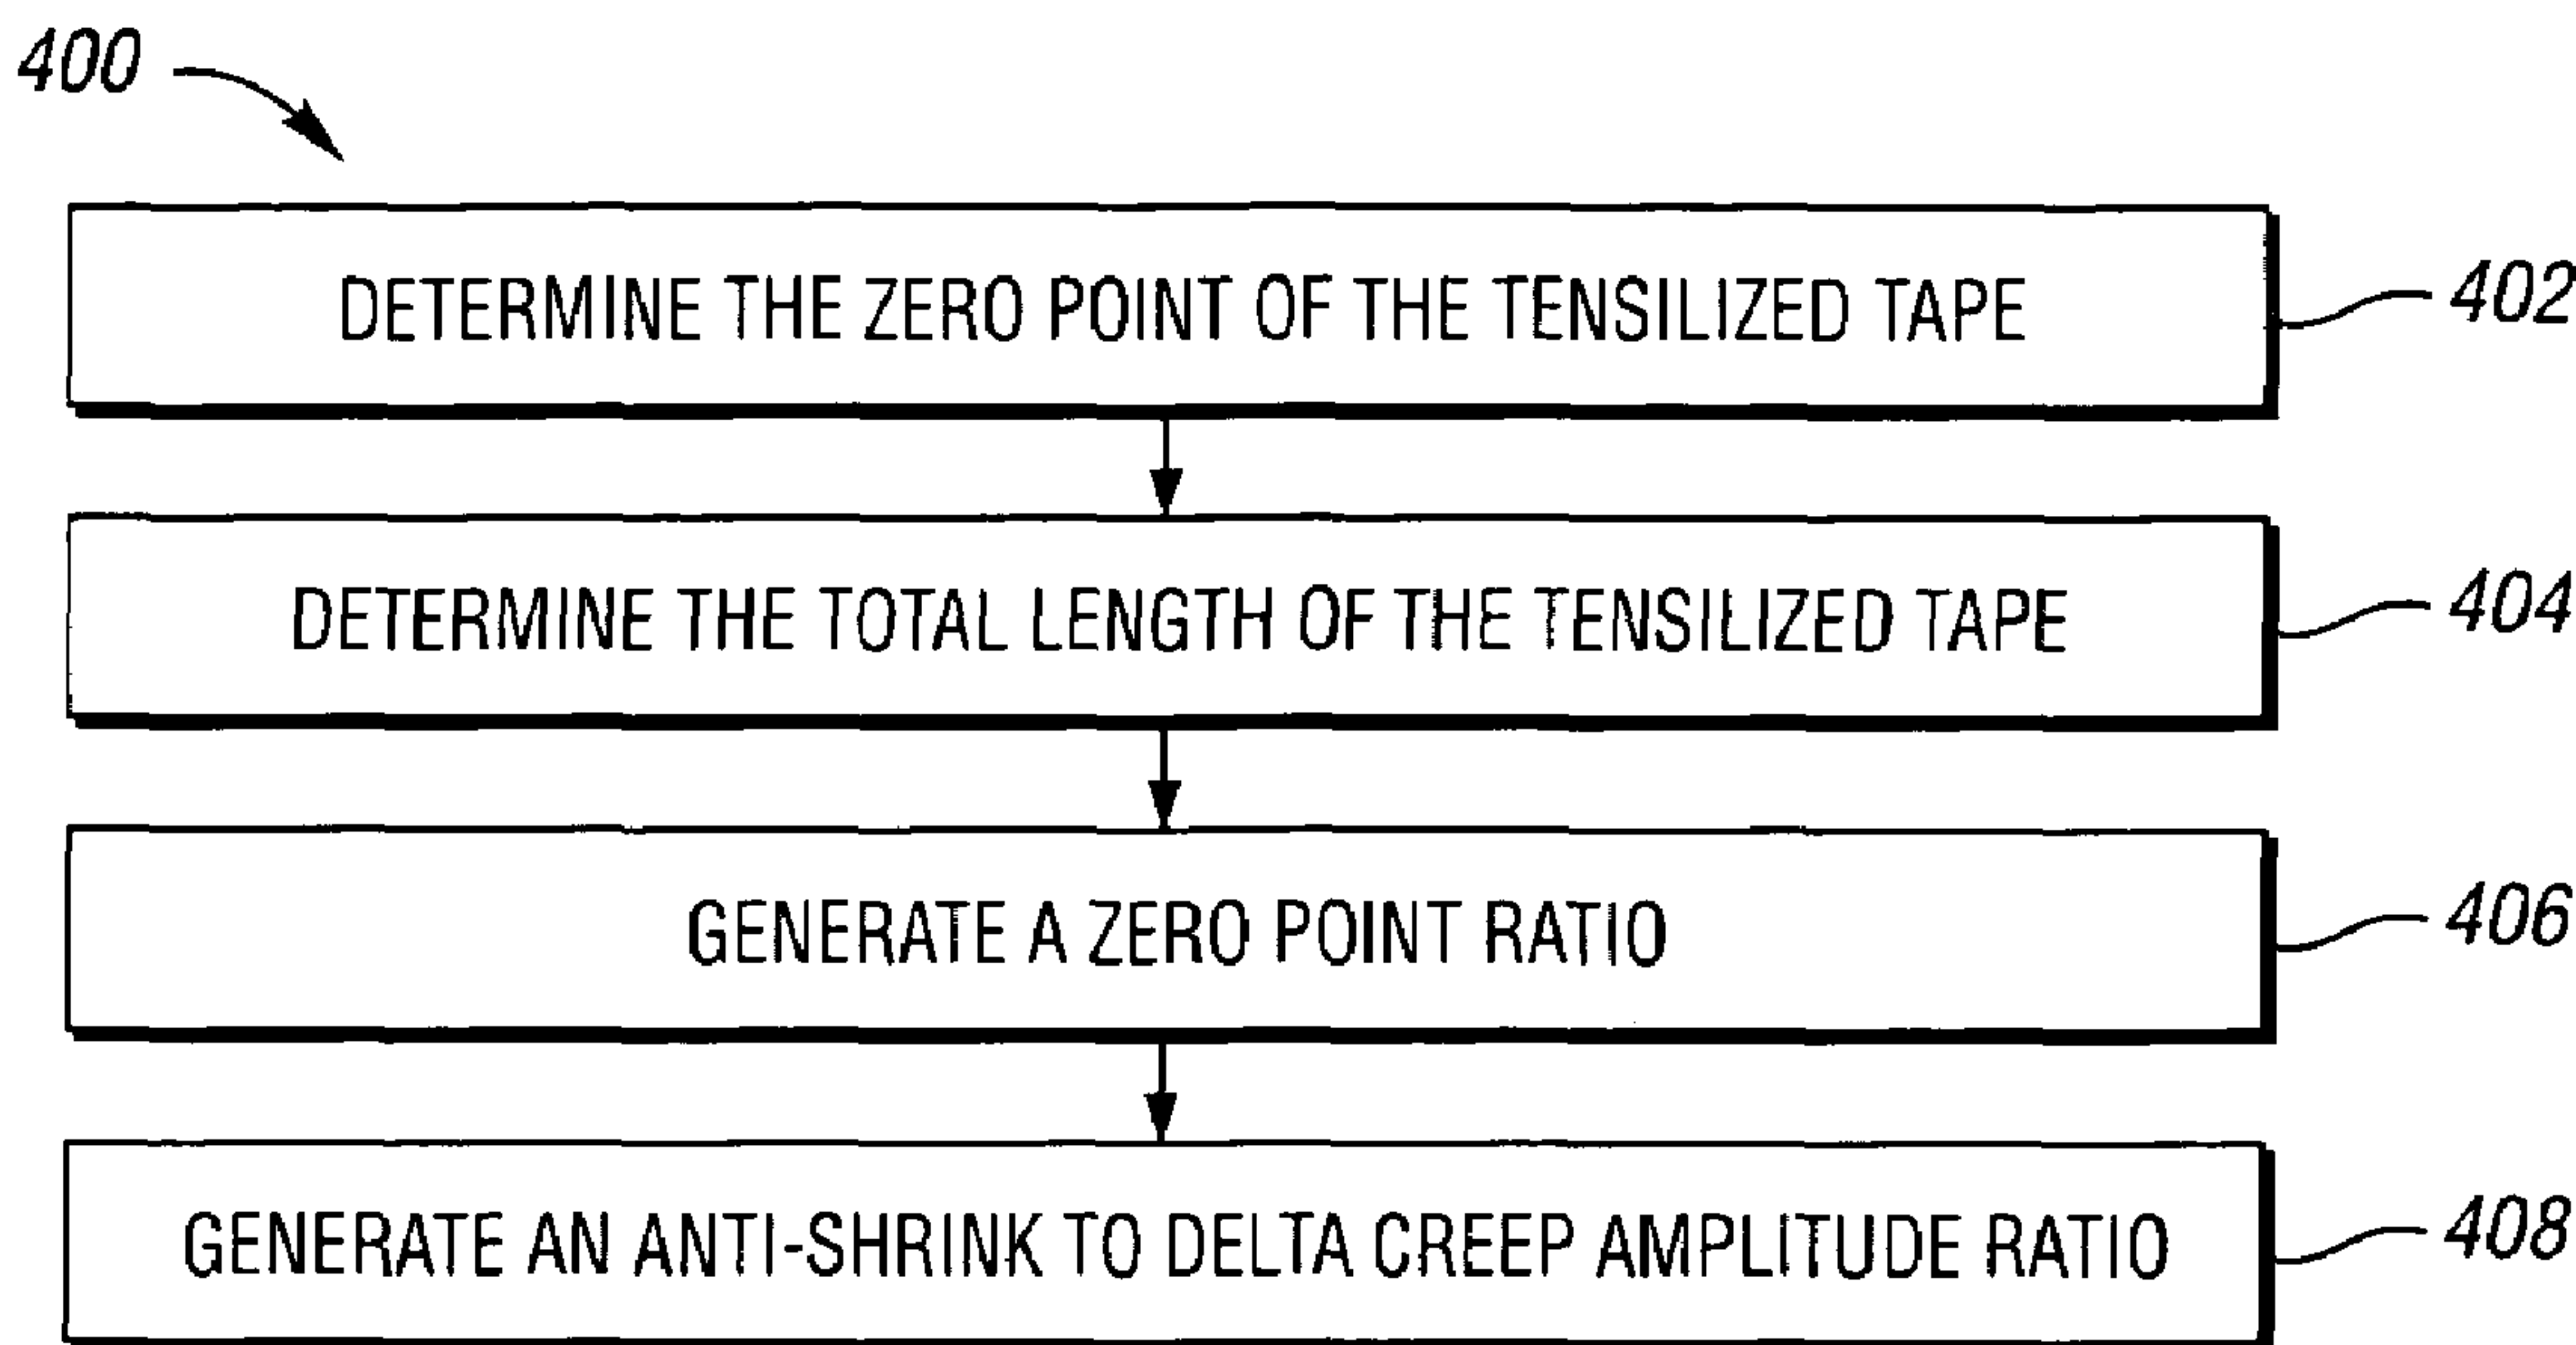 400
DETERMINE THE ZERO POINT OF THE TENSILIZED TAPE
402
DETERMINE THE TOTAL LENGTH OF THE TENSILIZED TAPE
404
GENERATE A ZERO POINT RATIO
406
GENERATE AN ANTI-SHRINK TO DELTA CREEP AMPLITUDE RATIO
408